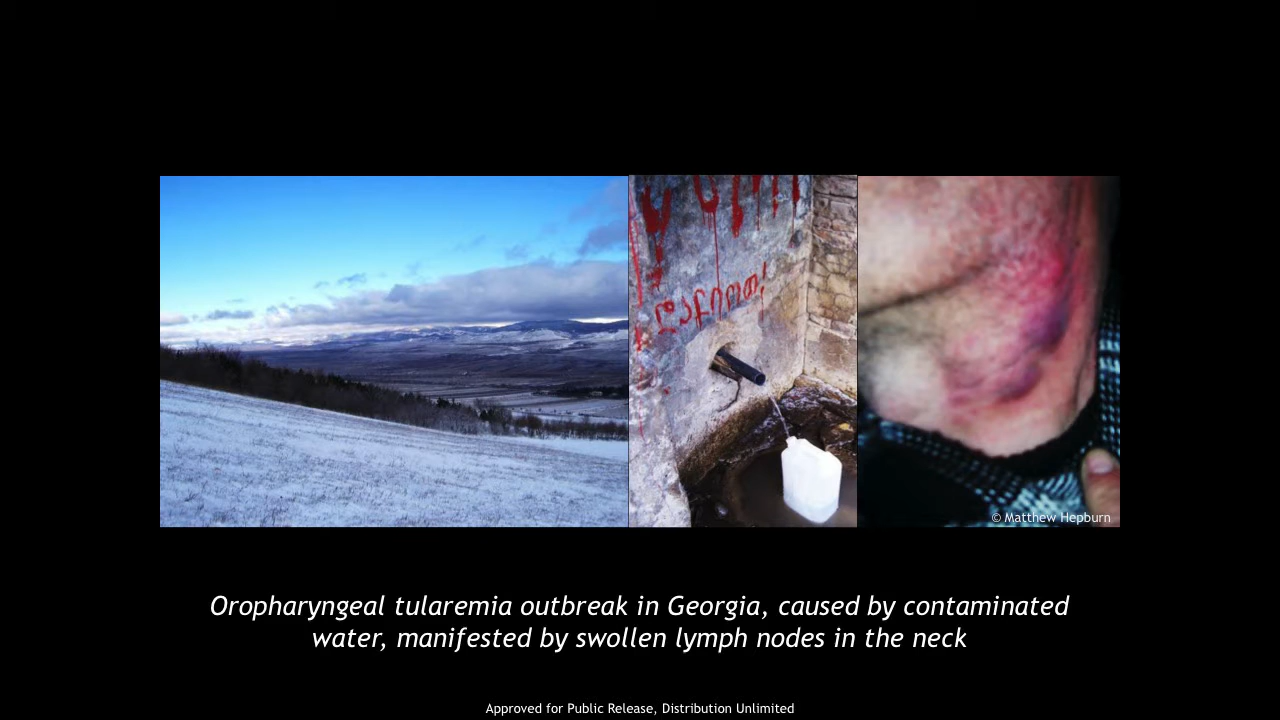 © Matthew Hepburn
Oropharyngeal tularemia outbreak in Georgia, caused by contaminated
water, manifested by swollen lymph nodes in the neck
Approved for Public Release, Distribution Unlimited